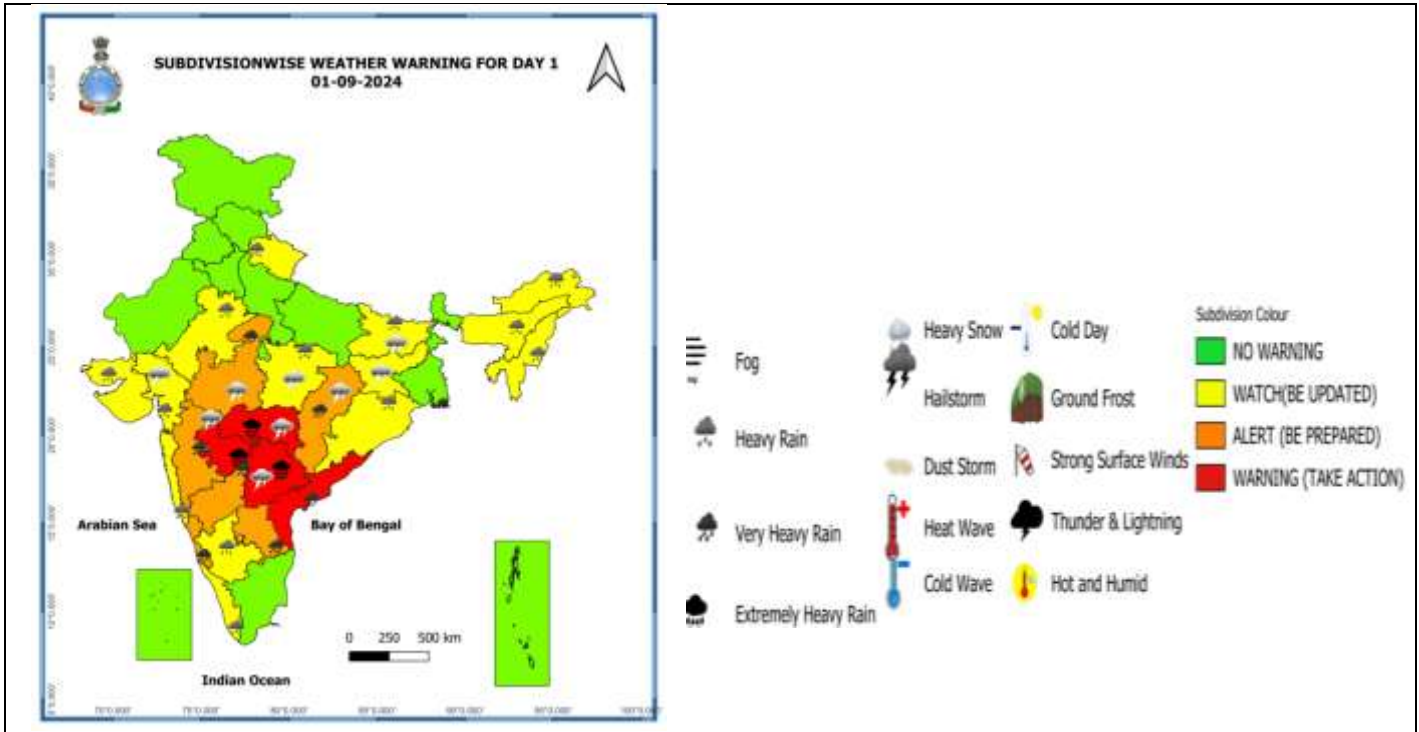 SUBDIVISIONWISE WEATHER WARNING FOR DAY 1
01-09-2024
Arabian Sea
Bay of Bengal
0 250 500 km
Indian Ocean
Fog
Heavy Rain
Very Heavy Rain
Extremely Heavy Rain
Heavy Snow
Hailstorm
Dust Storm
Heat Wave
Cold Wave
Cold Day
Ground Frost
Strong Surface Winds
Thunder & Lightning
Hot and Humid
Subdivision Colour
NO WARNING
WATCH(BE UPDATED)
ALERT (BE PREPARED)
WARNING (TAKE ACTION)